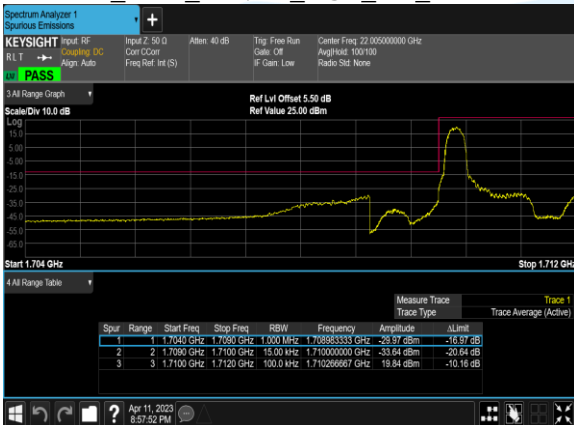 Spectrum Analyzer 1
Spurious Emissions
+
KEYSIGHT Input: RF Input Z: 50 Ω Atten: 40 dB Trig: Free Run Center Freq: 22.005000000 GHz
Coupling: DC Corr CCorr Gate: Off Avg|Hold: 100/100
RLT Align: Auto Freq Ref: Int (S) IF Gain: Low Radio Std: None
PASS
3 All Range Graph
Ref Lvl Offset 5.50 dB
Scale/Div 10.0 dB Ref Value 25.00 dBm
Log
15.0
5.00
-5.00
-15.0
-25.0
-35.0
-45.0
-55.0
-65.0
Start 1.704 GHz Stop 1.712 GHz
4 All Range Table
Measure Trace Trace 1
Trace Type Trace Average (Active)
Spur Range Start Freq Stop Freq RBW Frequency Amplitude ΔLimit
1 1 1.7040 GHz 1.7090 GHz 1.000 MHz 1.708983333 GHz -29.97 dBm -16.97 dB
2 2 1.7090 GHz 1.7100 GHz 15.00 kHz 1.710000000 GHz -33.64 dBm -20.64 dB
3 3 1.7100 GHz 1.7120 GHz 100.0 kHz 1.710266667 GHz 19.84 dBm -10.16 dB
? Apr 11, 2023
8:57:52 PM